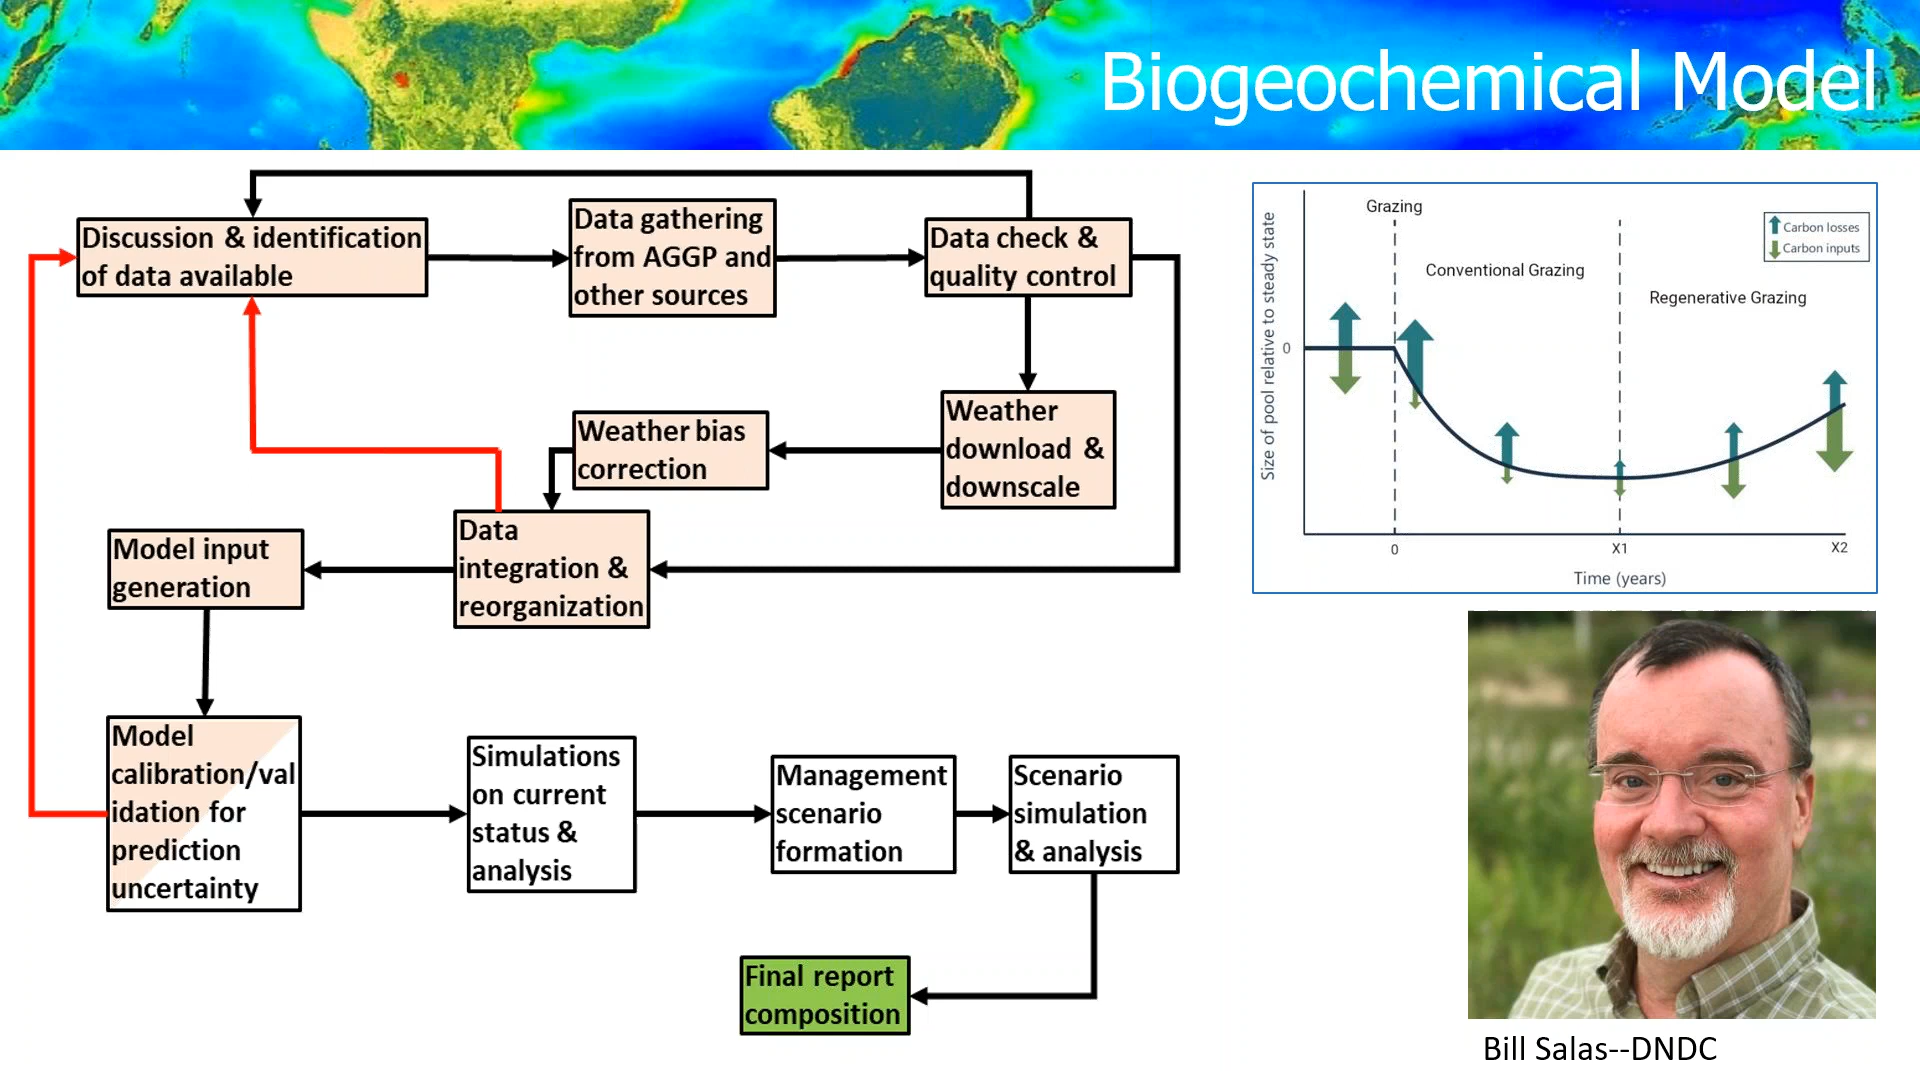 Biogeochemical Model
Discussion & identification
of data available
Data gathering
from AGGP and
other sources
Data check &
quality control
Weather bias
correction
Weather
download &
downscale
Model input
generation
Data
integration &
reorganization
Model
calibration/val
idation for
prediction
uncertainty
Simulations
on current
status &
analysis
Management
scenario
formation
Scenario
simulation
& analysis
Final report
composition
Grazing
Carbon losses
Carbon inputs
Conventional Grazing
Regenerative Grazing
Size of pool relative to steady state
0
0
X1
X2
Time (years)
Bill Salas--DNDC